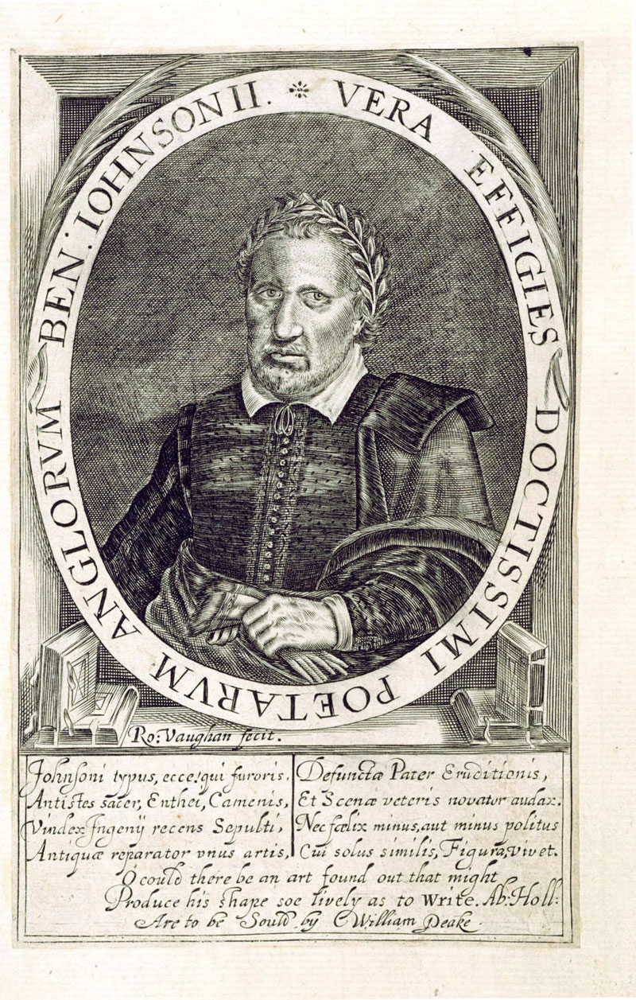 VERA EFFIGIES DOCTISSIMI POETARVM ANGLORVM BEN: IOHNSONII.
Ro: Vaughan fecit.
Johnsoni typus, ecce! qui furoris,
Antistes sacer, Enthei, Camenis,
Vindex Ingenij recens Sepulti,
Antiquæ reparator vnus artis,
Defunctæ Pater Eruditionis,
Et Scenæ veteris novator audax.
Nec fœlix minus, aut minus politus
Cui solus similis, Figura, vivet.
O could there be an art found out that might
Produce his shape soe lively as to Write. Ab: Holl:
Are to be Sould by William Peake.